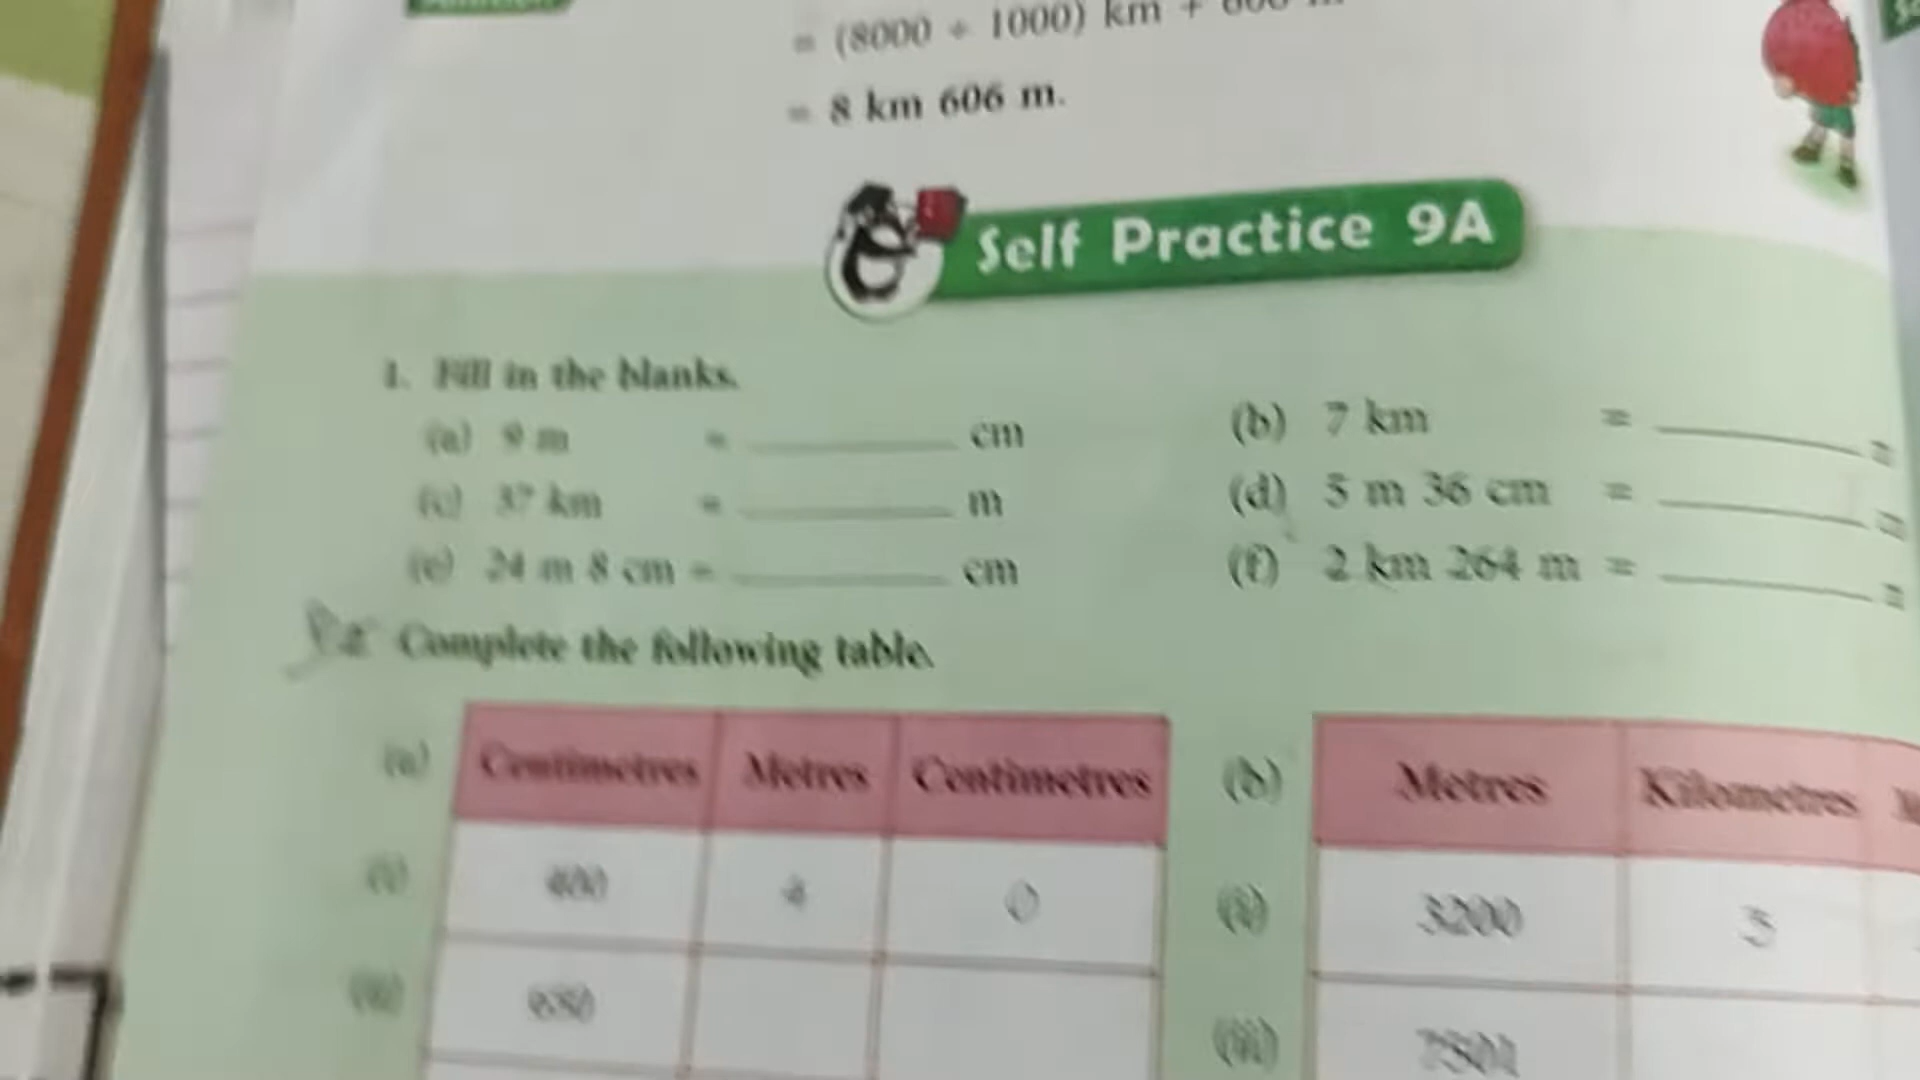 = (8000 ÷ 1000) km +
= 8 km 606 m.
Self Practice 9A
1. Fill in the blanks.
(a) 9 m = ________ cm
(b) 7 km = ________
(c) 37 km = ________ m
(d) 5 m 36 cm = ________
(e) 24 m 8 cm = ________ cm
(f) 2 km 264 m = ________
2. Complete the following table.
(a) Centimetres Metres Centimetres
(b) Metres Kilometres
(i) 400 4 0
(i) 3200 3
(ii)
(ii)